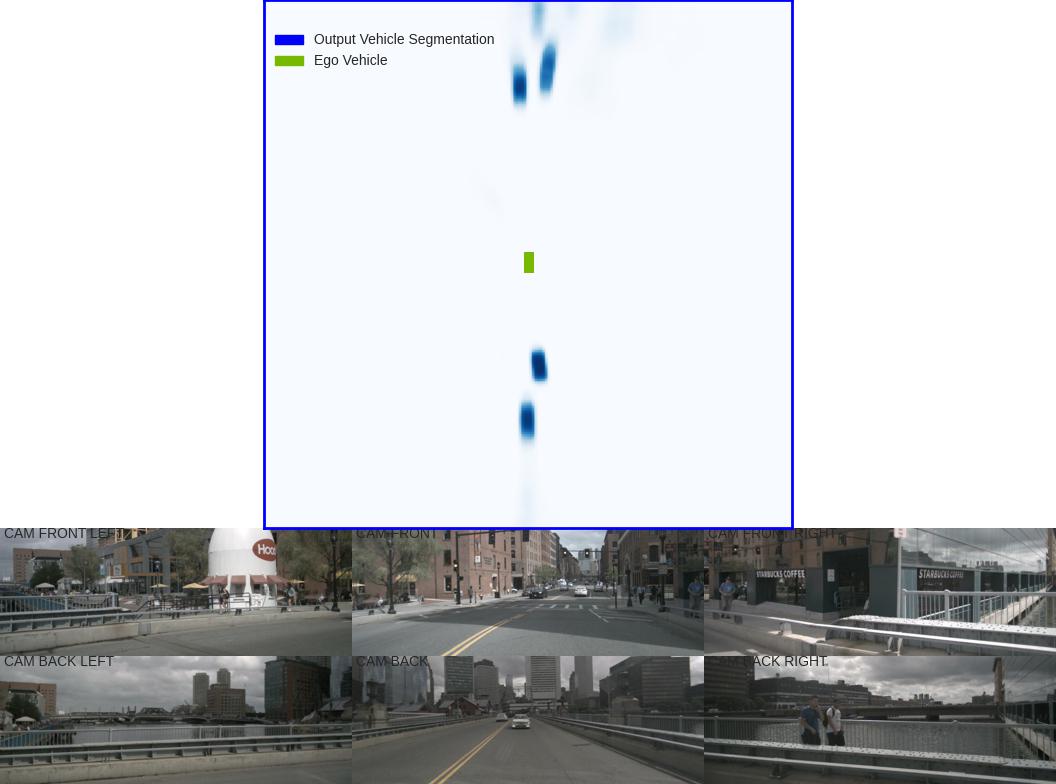 Output Vehicle Segmentation
Ego Vehicle
CAM FRONT LEFT
CAM FRONT
CAM FRONT RIGHT
Hood
STARBUCKS COFFEE
STARBUCKS COFFEE
CAM BACK LEFT
CAM BACK
CAM BACK RIGHT